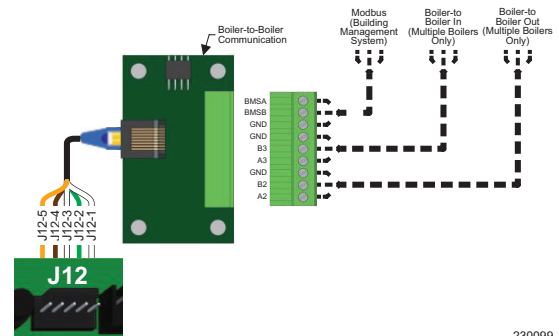 Boiler-to-Boiler
Communication
Modbus
(Building
Management
System)
Boiler-to
Boiler In
(Multiple Boilers
Only)
Boiler-to
Boiler Out
(Multiple Boilers
Only)
BMSA
BMSB
GND
GND
B3
A3
GND
B2
A2
J12-5
J12-4
J12-3
J12-2
J12-1
J12
230099